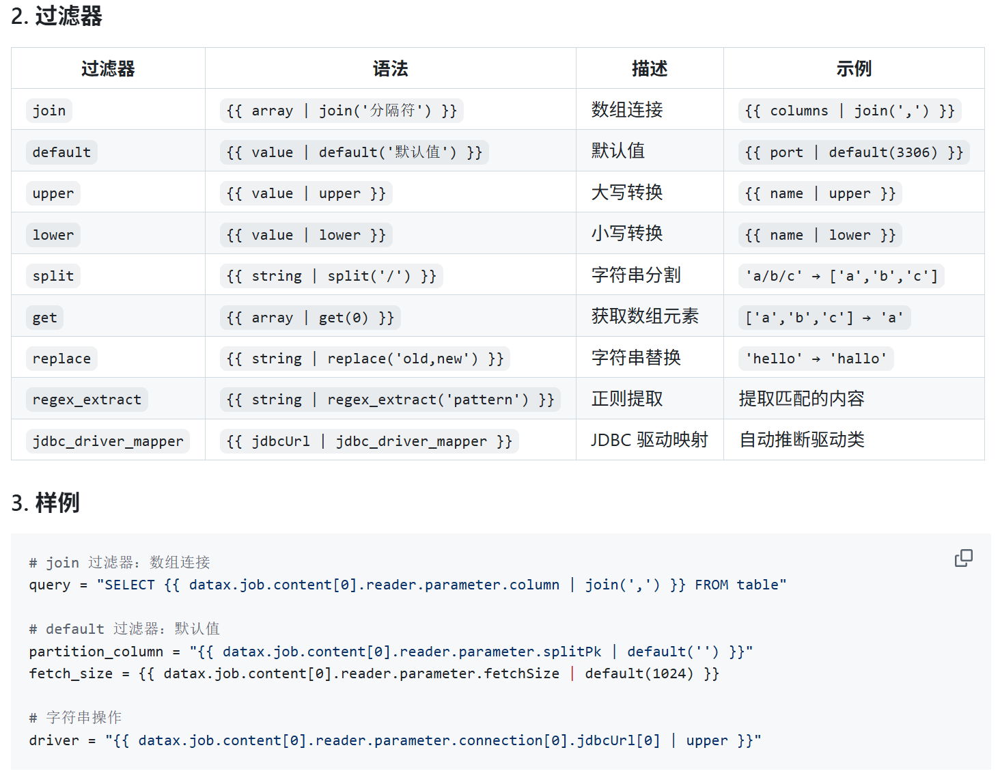 2. 过滤器
过滤器 语法 描述 示例
join {{ array | join('分隔符') }} 数组连接 {{ columns | join(',') }}
default {{ value | default('默认值') }} 默认值 {{ port | default(3306) }}
upper {{ value | upper }} 大写转换 {{ name | upper }}
lower {{ value | lower }} 小写转换 {{ name | lower }}
split {{ string | split('/') }} 字符串分割 'a/b/c' → ['a','b','c']
get {{ array | get(0) }} 获取数组元素 ['a','b','c'] → 'a'
replace {{ string | replace('old,new') }} 字符串替换 'hello' → 'hallo'
regex_extract {{ string | regex_extract('pattern') }} 正则提取 提取匹配的内容
jdbc_driver_mapper {{ jdbcUrl | jdbc_driver_mapper }} JDBC 驱动映射 自动推断驱动类
3. 样例
# join 过滤器：数组连接
query = "SELECT {{ datax.job.content[0].reader.parameter.column | join(',') }} FROM table"
# default 过滤器：默认值
partition_column = "{{ datax.job.content[0].reader.parameter.splitPk | default('') }}"
fetch_size = {{ datax.job.content[0].reader.parameter.fetchSize | default(1024) }}
# 字符串操作
driver = "{{ datax.job.content[0].reader.parameter.connection[0].jdbcUrl[0] | upper }}"